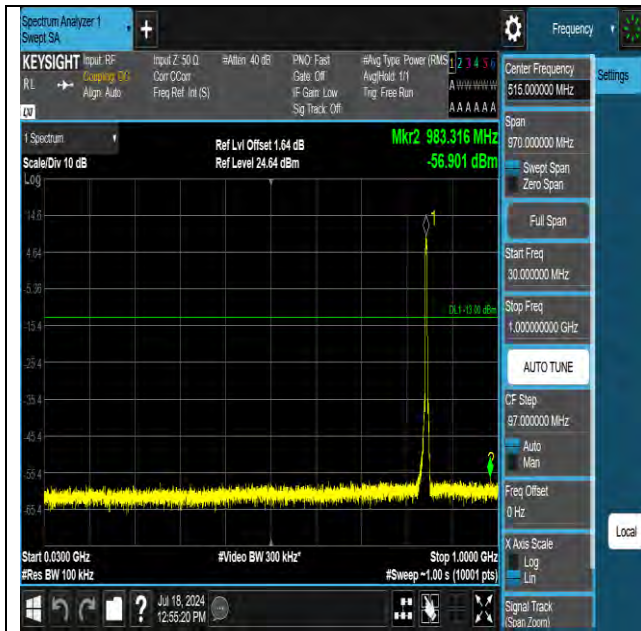 Spectrum Analyzer 1
Swept SA
+
Frequency
KEYSIGHT
RL
Input: RF
Coupling: DC
Align: Auto
Input Z: 50 Ω
Corr CCorr
Freq Ref: Int (S)
#Atten: 40 dB
PNO: Fast
Gate: Off
IF Gain: Low
Sig Track: Off
#Avg Type: Power (RMS
Avg|Hold: 1/1
Trig: Free Run
1 2 3 4 5 6
A W W W W W
A A A A A A
1 Spectrum
Scale/Div 10 dB
Log
Ref Lvl Offset 1.64 dB
Ref Level 24.64 dBm
Mkr2 983.316 MHz
-56.901 dBm
14.6
4.64
-5.36
-15.4
-25.4
-35.4
-45.4
-55.4
-65.4
1
DL1 -13.00 dBm
2
Start 0.0300 GHz
#Res BW 100 kHz
#Video BW 300 kHz*
Stop 1.0000 GHz
#Sweep ~1.00 s (10001 pts)
?
Jul 18, 2024
12:55:20 PM
Center Frequency
515.000000 MHz
Settings
Span
970.000000 MHz
Swept Span
Zero Span
Full Span
Start Freq
30.000000 MHz
Stop Freq
1.000000000 GHz
AUTO TUNE
CF Step
97.000000 MHz
Auto
Man
Freq Offset
0 Hz
Local
X Axis Scale
Log
Lin
Signal Track
(Span Zoom)